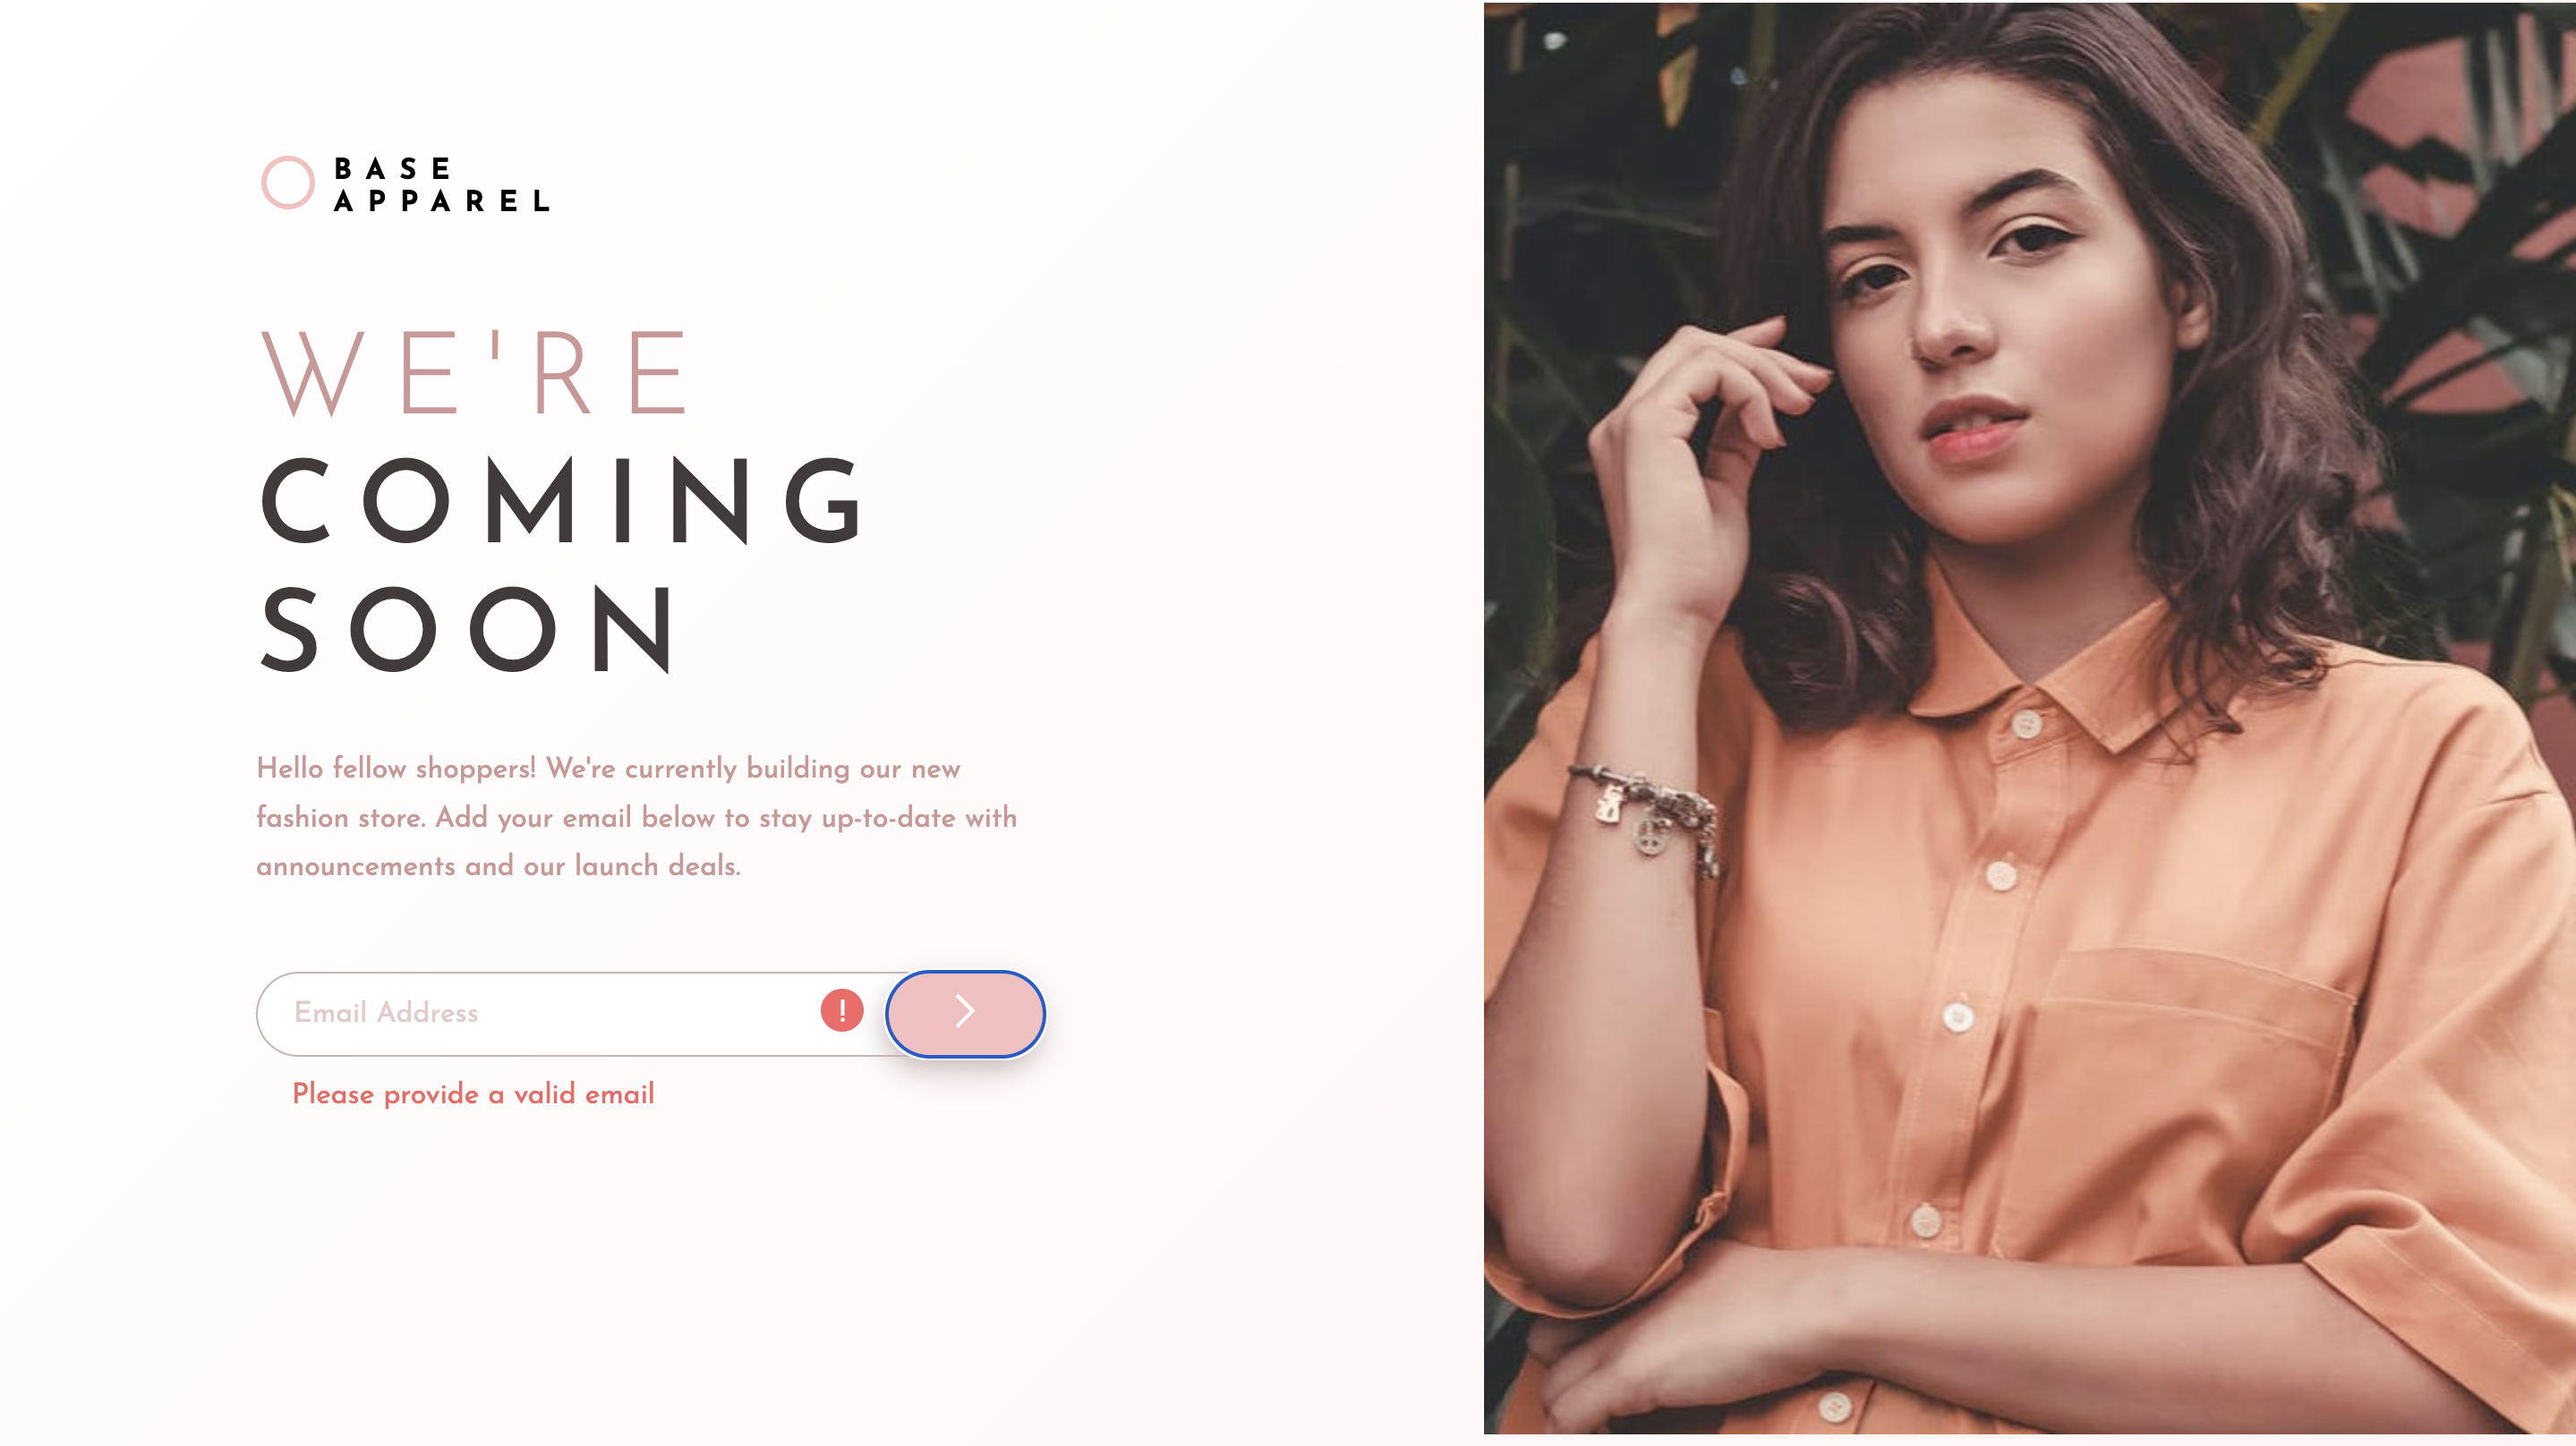 BASE
APPAREL
WE'RE
COMING
SOON
Hello fellow shoppers! We're currently building our new
fashion store. Add your email below to stay up-to-date with
announcements and our launch deals.
Email Address
!
Please provide a valid email